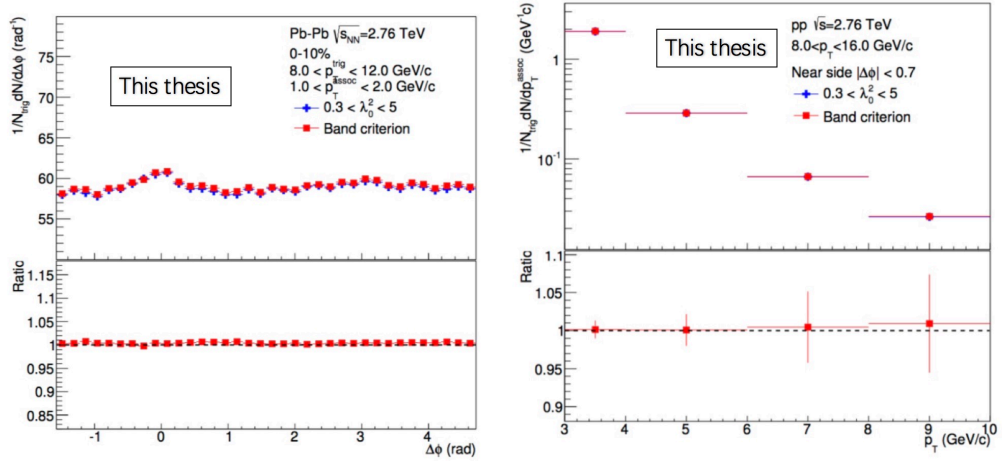 1/N_trig dN/dΔϕ (rad⁻¹)
75
70
65
60
55
Pb-Pb √s_NN=2.76 TeV
0-10%
8.0 < p_T^trig < 12.0 GeV/c
1.0 < p_T^assoc < 2.0 GeV/c
0.3 < λ₀² < 5
Band criterion
This thesis
Ratio
1.15
1.1
1.05
1
0.95
0.9
0.85
-1 0 1 2 3 4
Δϕ (rad)
1/N_trig dN/dp_T^assoc (GeV⁻¹c)
1
10⁻¹
This thesis
pp √s=2.76 TeV
8.0<p_T<16.0 GeV/c
Near side |Δϕ| < 0.7
0.3 < λ₀² < 5
Band criterion
Ratio
1.1
1.05
1
0.95
0.9
3 4 5 6 7 8 9 10
p_T (GeV/c)